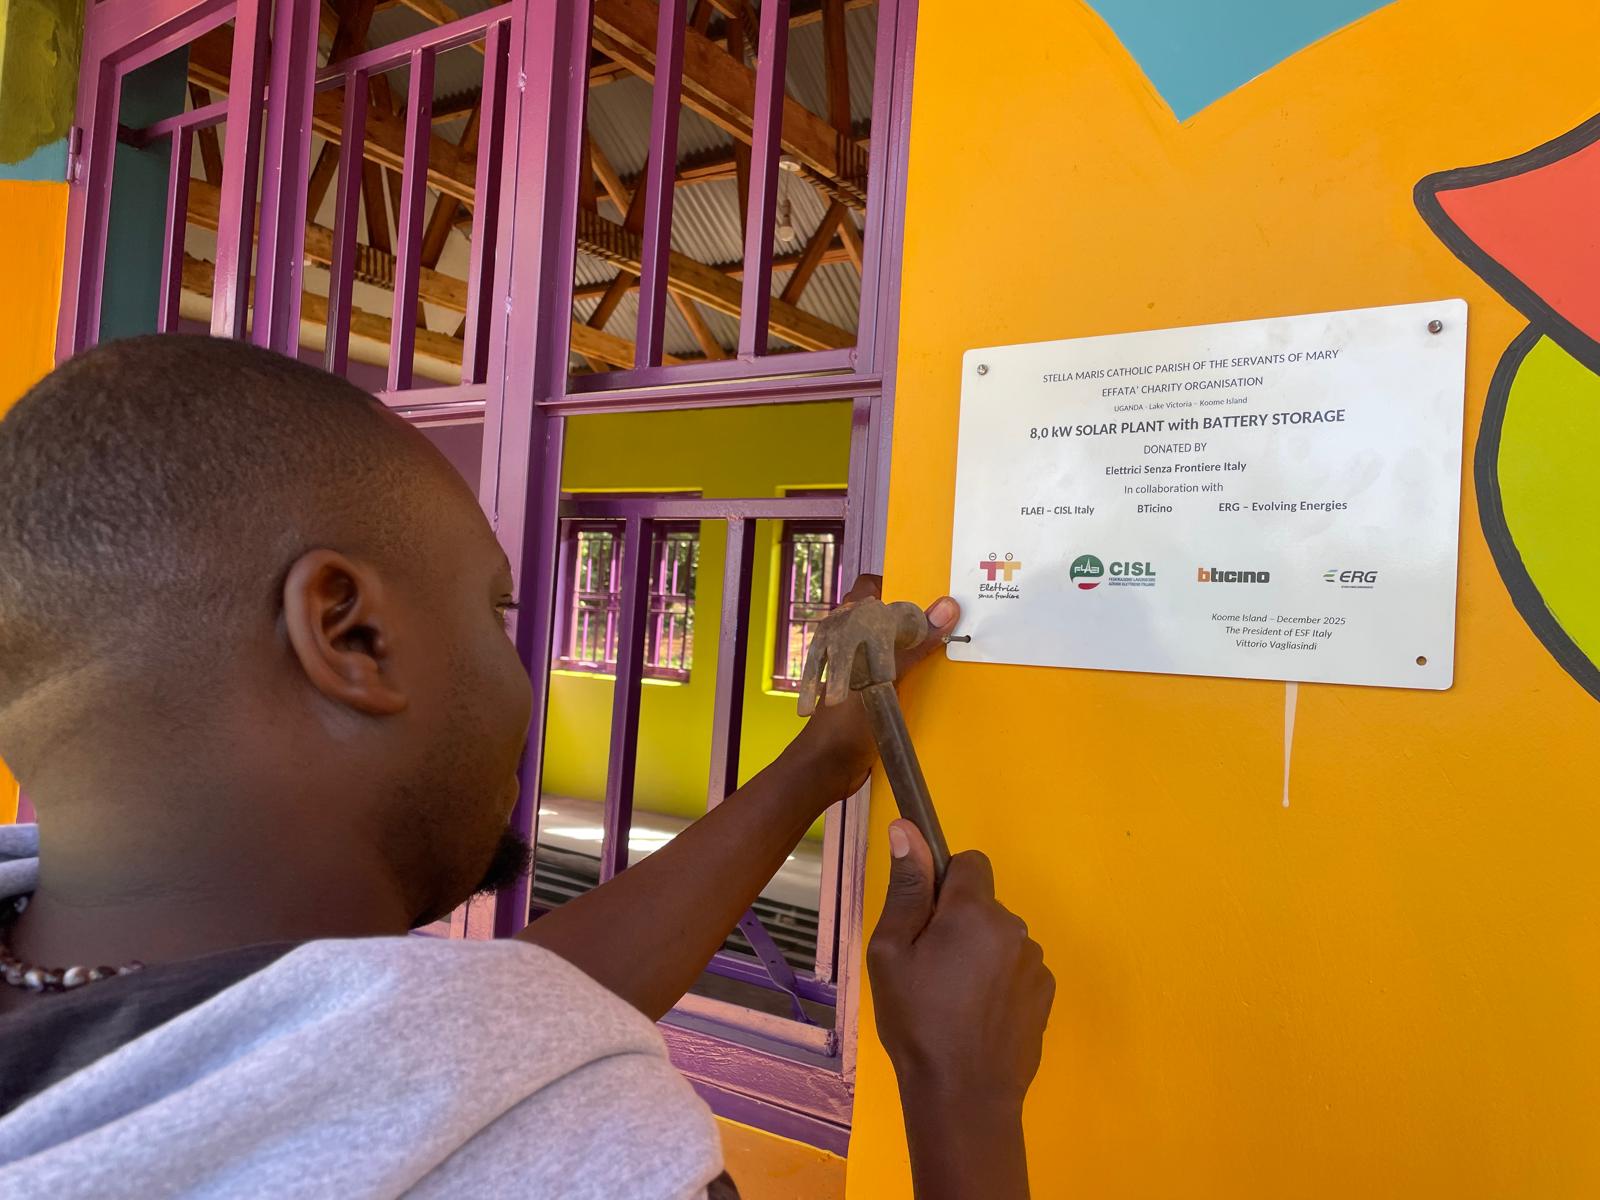 STELLA MARIS CATHOLIC PARISH OF THE SERVANTS OF MARY
EFFATA' CHARITY ORGANISATION
UGANDA - Lake Victoria – Koome Island
8,0 kW SOLAR PLANT with BATTERY STORAGE
DONATED BY
Elettrici Senza Frontiere Italy
In collaboration with
FLAEI – CISL Italy BTicino ERG – Evolving Energies
Elettrici
senza frontiere
FLAEI
CISL
bticino
ERG
Koome Island – December 2025
The President of ESF Italy
Vittorio Vagliasindi